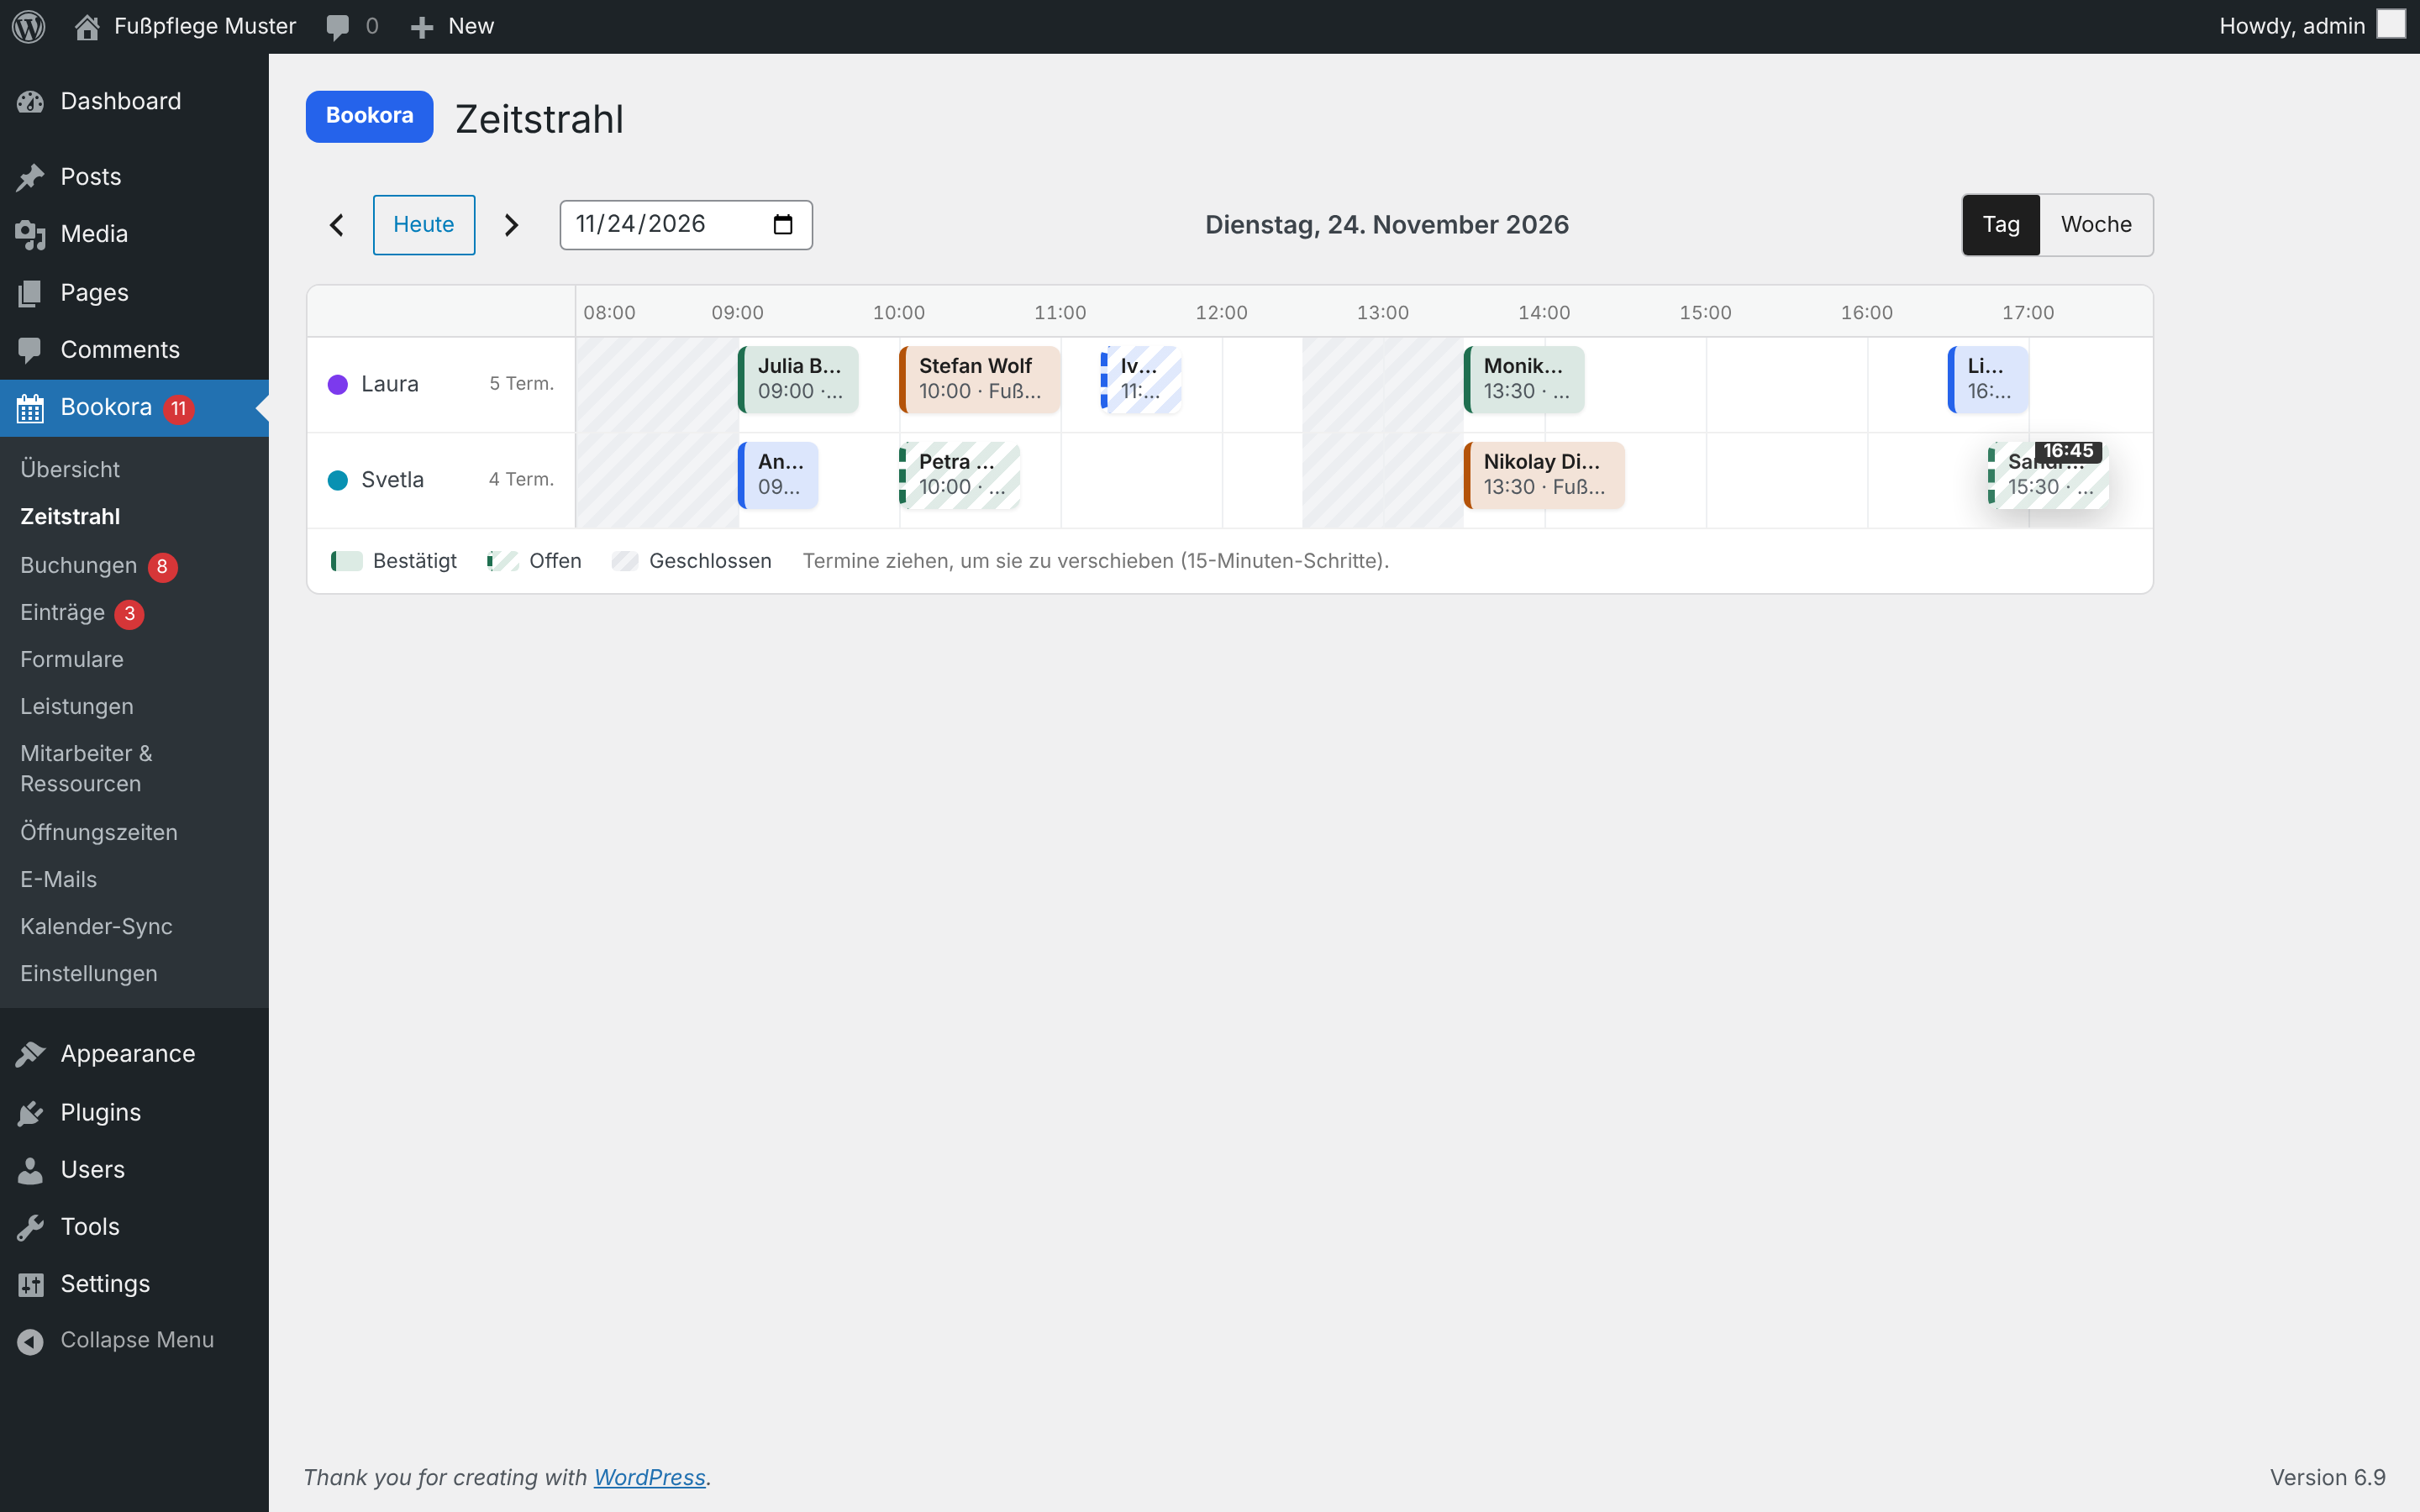 Fußpflege Muster
0
New
Howdy, admin
Dashboard
Posts
Media
Pages
Comments
Bookora 11
Übersicht
Zeitstrahl
Buchungen 8
Einträge 3
Formulare
Leistungen
Mitarbeiter &
Ressourcen
Öffnungszeiten
E-Mails
Kalender-Sync
Einstellungen
Appearance
Plugins
Users
Tools
Settings
Collapse Menu
Bookora Zeitstrahl
Heute
11/24/2026
Dienstag, 24. November 2026
Tag Woche
08:00 09:00 10:00 11:00 12:00 13:00 14:00 15:00 16:00 17:00
Laura 5 Term.
Julia B...
09:00 ·...
Stefan Wolf
10:00 · Fuß...
Iv...
11:...
Monik...
13:30 · ...
Li...
16:...
Svetla 4 Term.
An...
09...
Petra ...
10:00 · ...
Nikolay Di...
13:30 · Fuß...
16:45
15:30 · ...
Bestätigt Offen Geschlossen Termine ziehen, um sie zu verschieben (15-Minuten-Schritte).
Thank you for creating with WordPress.
Version 6.9